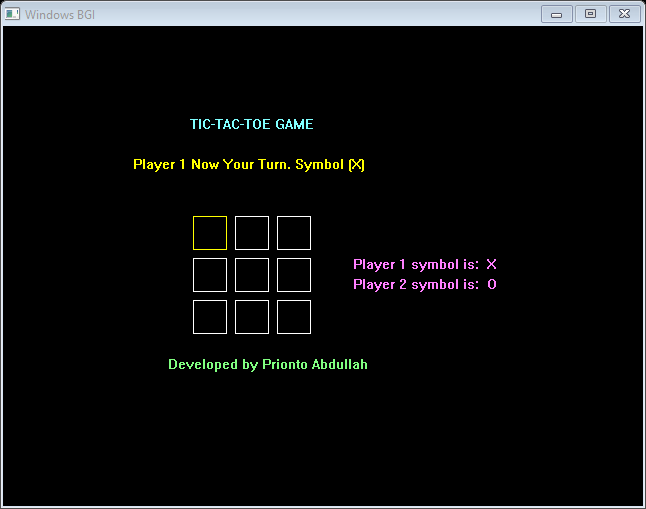 Windows BGI
TIC-TAC-TOE GAME
Player 1 Now Your Turn. Symbol (X)
Player 1 symbol is: X
Player 2 symbol is: O
Developed by Prionto Abdullah